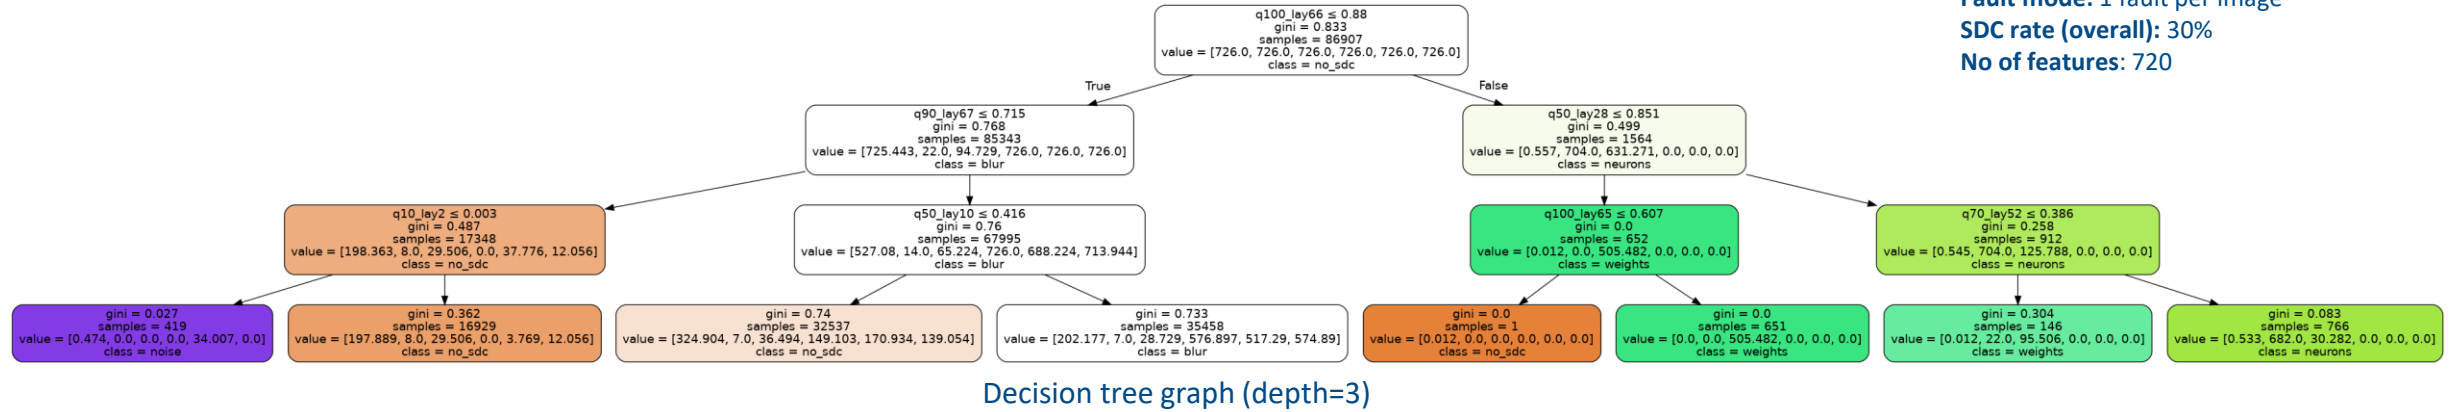 Fault mode: 1 fault per image
SDC rate (overall): 30%
No of features: 720
q100_lay66 ≤ 0.88
gini = 0.833
samples = 86907
value = [726.0, 726.0, 726.0, 726.0, 726.0, 726.0]
class = no_sdc
True
False
q90_lay67 ≤ 0.715
gini = 0.768
samples = 85343
value = [725.443, 22.0, 94.729, 726.0, 726.0, 726.0]
class = blur
q50_lay28 ≤ 0.851
gini = 0.499
samples = 1564
value = [0.557, 704.0, 631.271, 0.0, 0.0, 0.0]
class = neurons
q10_lay2 ≤ 0.003
gini = 0.487
samples = 17348
value = [198.363, 8.0, 29.506, 0.0, 37.776, 12.056]
class = no_sdc
q50_lay10 ≤ 0.416
gini = 0.76
samples = 67995
value = [527.08, 14.0, 65.224, 726.0, 688.224, 713.944]
class = blur
q100_lay65 ≤ 0.607
gini = 0.0
samples = 652
value = [0.012, 0.0, 505.482, 0.0, 0.0, 0.0]
class = weights
q70_lay52 ≤ 0.386
gini = 0.258
samples = 912
value = [0.545, 704.0, 125.788, 0.0, 0.0, 0.0]
class = neurons
gini = 0.027
samples = 419
value = [0.474, 0.0, 0.0, 0.0, 34.007, 0.0]
class = noise
gini = 0.362
samples = 16929
value = [197.889, 8.0, 29.506, 0.0, 3.769, 12.056]
class = no_sdc
gini = 0.74
samples = 32537
value = [324.904, 7.0, 36.494, 149.103, 170.934, 139.054]
class = no_sdc
gini = 0.733
samples = 35458
value = [202.177, 7.0, 28.729, 576.897, 517.29, 574.89]
class = blur
gini = 0.0
samples = 1
value = [0.012, 0.0, 0.0, 0.0, 0.0, 0.0]
class = no_sdc
gini = 0.0
samples = 651
value = [0.0, 0.0, 505.482, 0.0, 0.0, 0.0]
class = weights
gini = 0.304
samples = 146
value = [0.012, 22.0, 95.506, 0.0, 0.0, 0.0]
class = weights
gini = 0.083
samples = 766
value = [0.533, 682.0, 30.282, 0.0, 0.0, 0.0]
class = neurons
Decision tree graph (depth=3)